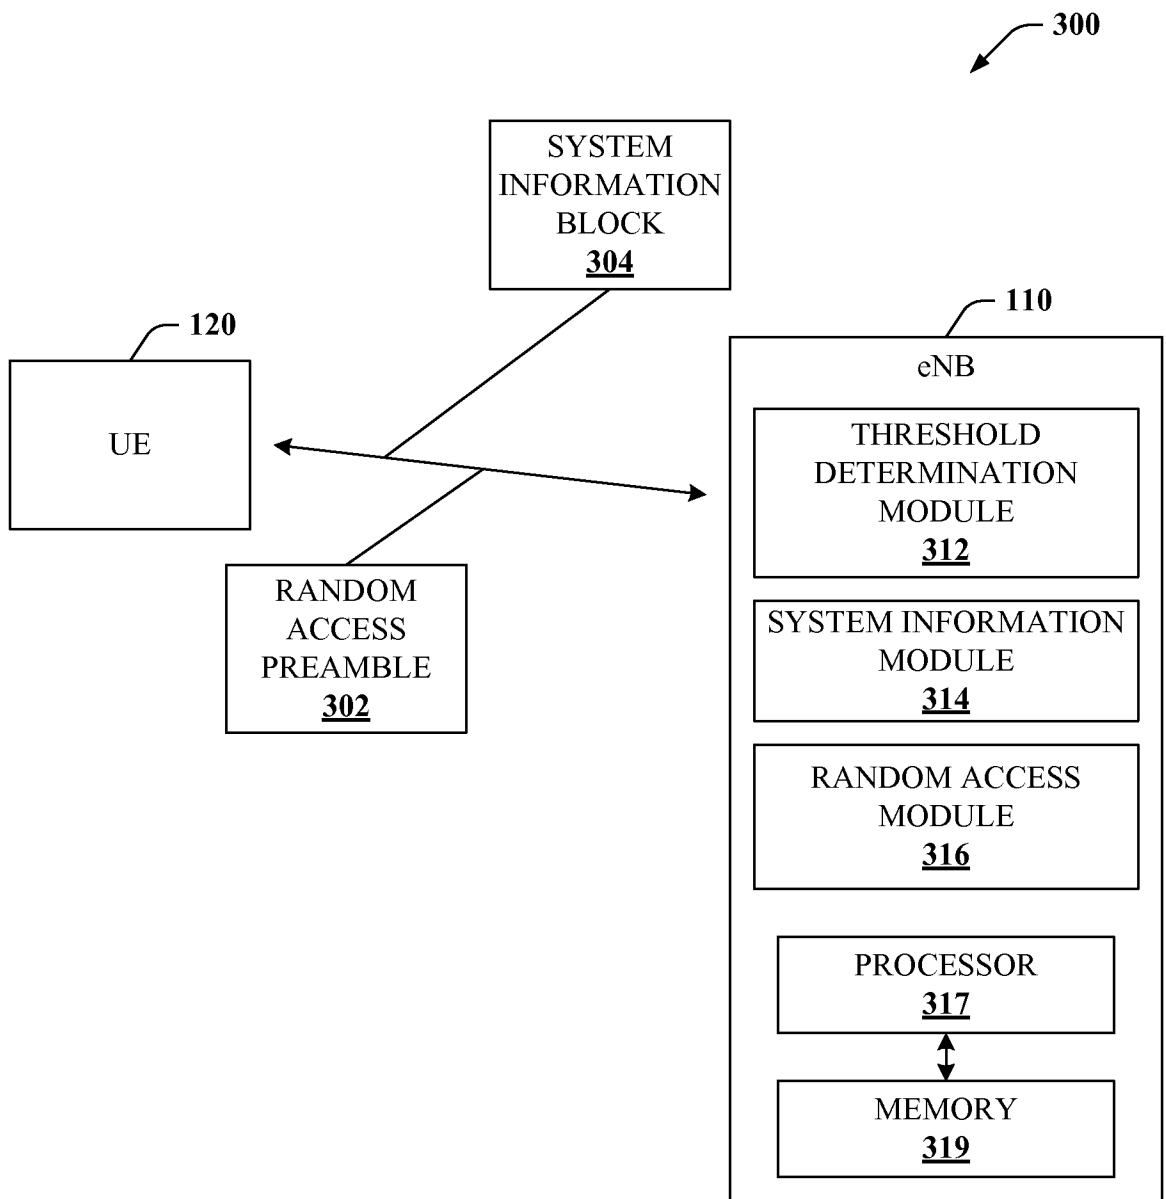 300
SYSTEM
INFORMATION
BLOCK
304
120
UE
110
eNB
THRESHOLD
DETERMINATION
MODULE
312
RANDOM
ACCESS
PREAMBLE
302
SYSTEM INFORMATION
MODULE
314
RANDOM ACCESS
MODULE
316
PROCESSOR
317
MEMORY
319